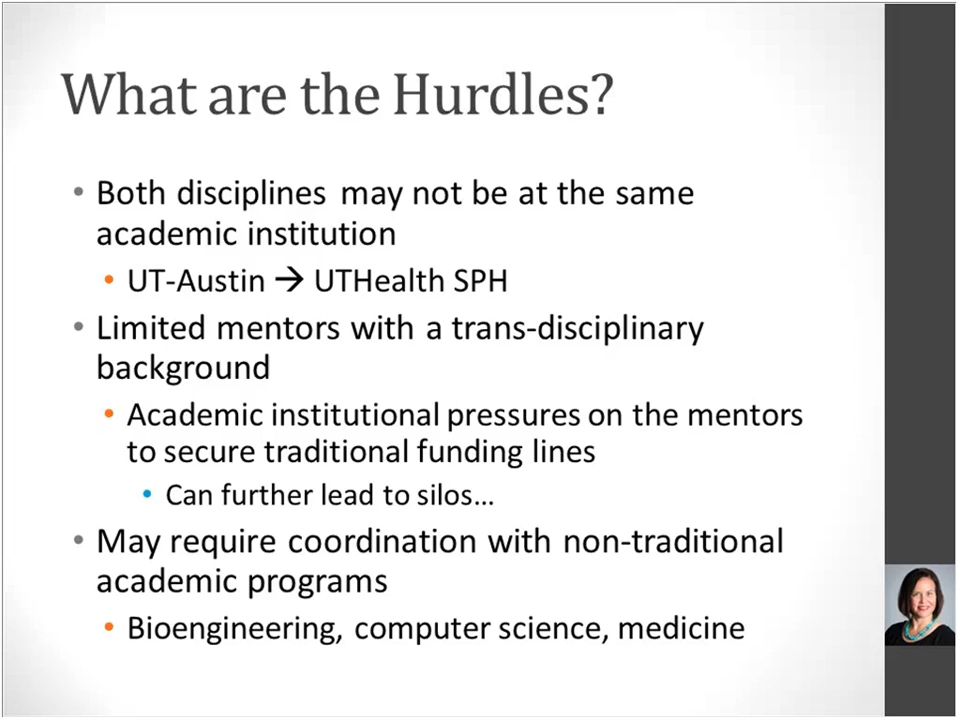 What are the Hurdles?
• Both disciplines may not be at the same
academic institution
• UT-Austin → UTHealth SPH
• Limited mentors with a trans-disciplinary
background
• Academic institutional pressures on the mentors
to secure traditional funding lines
• Can further lead to silos…
• May require coordination with non-traditional
academic programs
• Bioengineering, computer science, medicine